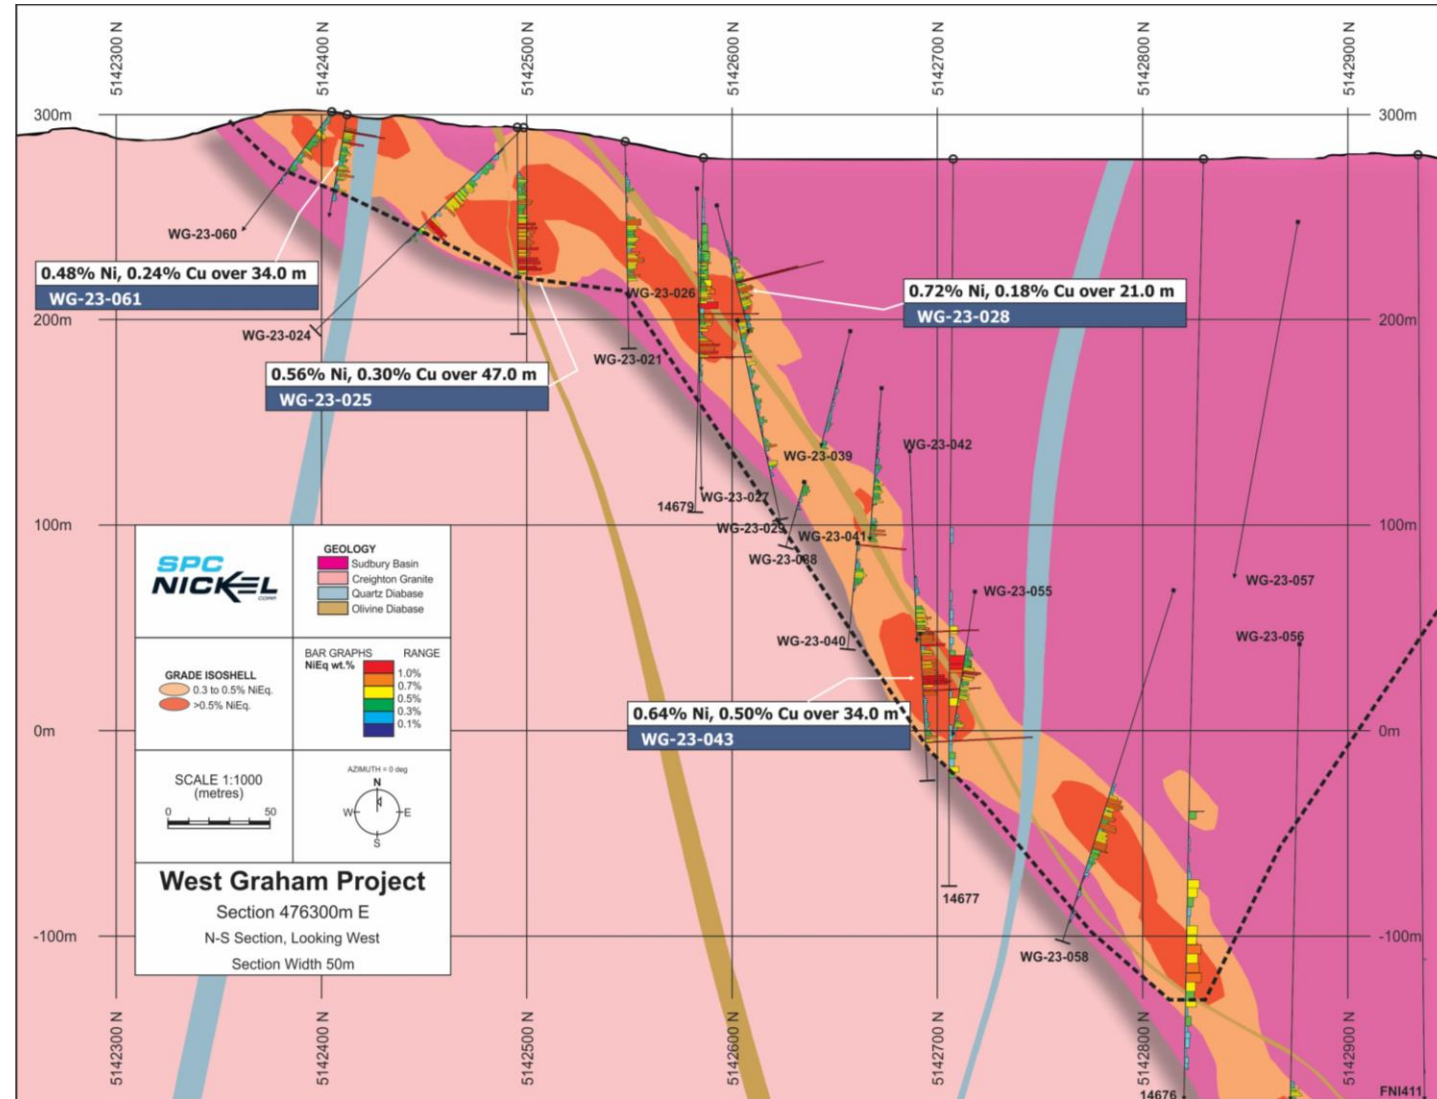 5142300 N
5142400 N
5142500 N
5142600 N
5142700 N
5142800 N
5142900 N
300m
300m
WG-23-060
0.48% Ni, 0.24% Cu over 34.0 m
WG-23-061
0.72% Ni, 0.18% Cu over 21.0 m
WG-23-028
WG-23-026
200m
200m
WG-23-024
WG-23-021
0.56% Ni, 0.30% Cu over 47.0 m
WG-23-025
WG-23-042
WG-23-039
WG-23-027
14679
100m
100m
WG-23-029
WG-23-041
WG-23-038
WG-23-057
WG-23-055
WG-23-056
WG-23-040
0.64% Ni, 0.50% Cu over 34.0 m
WG-23-043
0m
0m
14677
-100m
-100m
WG-23-058
14676
FNI411
SPC
NICKEL
CORP.
GEOLOGY
Sudbury Basin
Creighton Granite
Quartz Diabase
Olivine Diabase
GRADE ISOSHELL
0.3 to 0.5% NiEq.
>0.5% NiEq.
BAR GRAPHS RANGE
NiEq wt.%
1.0%
0.7%
0.5%
0.3%
0.1%
SCALE 1:1000
(metres)
0 50
AZIMUTH = 0 deg
N
W E
S
West Graham Project
Section 476300m E
N-S Section, Looking West
Section Width 50m
5142300 N
5142400 N
5142500 N
5142600 N
5142700 N
5142800 N
5142900 N